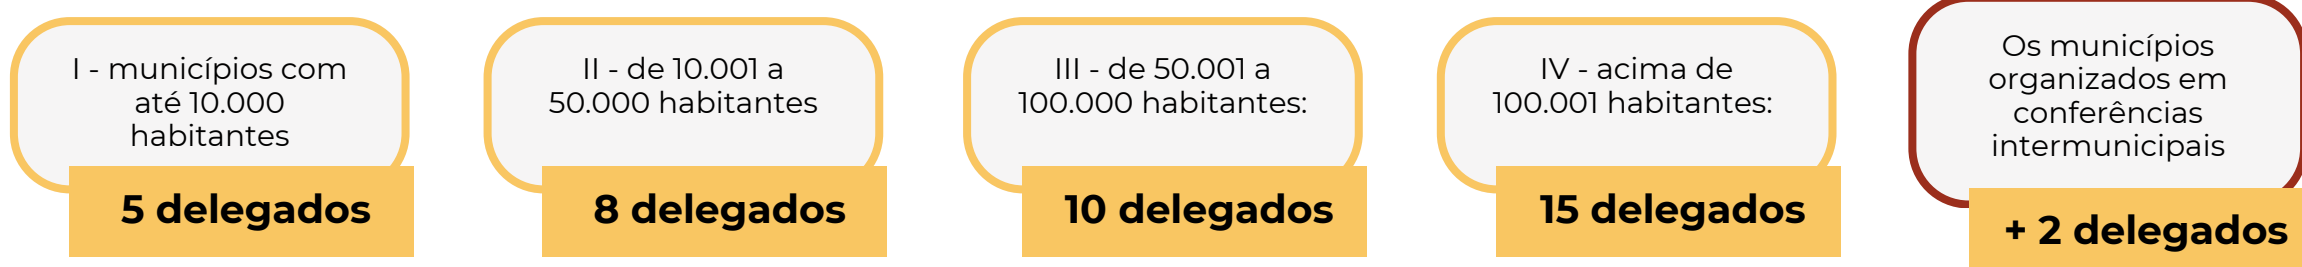 I - municípios com
até 10.000
habitantes
5 delegados
II - de 10.001 a
50.000 habitantes
8 delegados
III - de 50.001 a
100.000 habitantes:
10 delegados
IV - acima de
100.001 habitantes:
15 delegados
Os municípios
organizados em
conferências
intermunicipais
+ 2 delegados